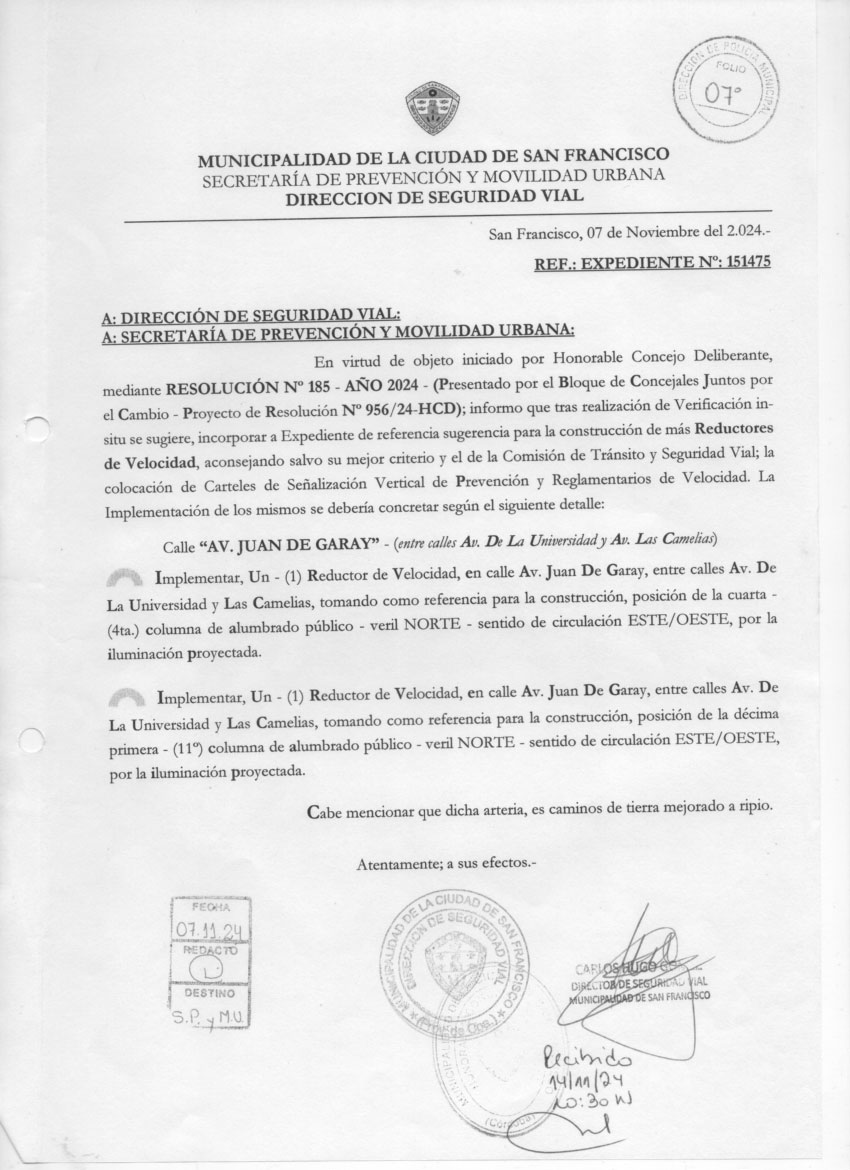 DIRECCION DE POLICIA MUNICIPAL
FOLIO
07°
MUNICIPALIDAD DE LA CIUDAD DE SAN FRANCISCO
SECRETARÍA DE PREVENCIÓN Y MOVILIDAD URBANA
DIRECCION DE SEGURIDAD VIAL
San Francisco, 07 de Noviembre del 2.024.-
REF.: EXPEDIENTE Nº: 151475
A: DIRECCIÓN DE SEGURIDAD VIAL:
A: SECRETARÍA DE PREVENCIÓN Y MOVILIDAD URBANA:
En virtud de objeto iniciado por Honorable Concejo Deliberante,
mediante RESOLUCIÓN Nº 185 - AÑO 2024 - (Presentado por el Bloque de Concejales Juntos por
el Cambio - Proyecto de Resolución Nº 956/24-HCD); informo que tras realización de Verificación in-
situ se sugiere, incorporar a Expediente de referencia sugerencia para la construcción de más Reductores
de Velocidad, aconsejando salvo su mejor criterio y el de la Comisión de Tránsito y Seguridad Vial; la
colocación de Carteles de Señalización Vertical de Prevención y Reglamentarios de Velocidad. La
Implementación de los mismos se debería concretar según el siguiente detalle:
Calle “AV. JUAN DE GARAY” - (entre calles Av. De La Universidad y Av. Las Camelias)
Implementar, Un - (1) Reductor de Velocidad, en calle Av. Juan De Garay, entre calles Av. De
La Universidad y Las Camelias, tomando como referencia para la construcción, posición de la cuarta -
(4ta.) columna de alumbrado público - veril NORTE - sentido de circulación ESTE/OESTE, por la
iluminación proyectada.
Implementar, Un - (1) Reductor de Velocidad, en calle Av. Juan De Garay, entre calles Av. De
La Universidad y Las Camelias, tomando como referencia para la construcción, posición de la décima
primera - (11º) columna de alumbrado público - veril NORTE - sentido de circulación ESTE/OESTE,
por la iluminación proyectada.
Cabe mencionar que dicha arteria, es caminos de tierra mejorado a ripio.
Atentamente; a sus efectos.-
FECHA
07.11.24
REDACTO
DESTINO
S.P. y M.U.
MUNICIPALIDAD DE LA CIUDAD DE SAN FRANCISCO
DIRECCIÓN DE SEGURIDAD VIAL
CARLOS HUGO
DIRECTOR DE SEGURIDAD VIAL
MUNICIPALIDAD DE SAN FRANCISCO
(Córdoba)
Recibido
14/11/24
10:30 H